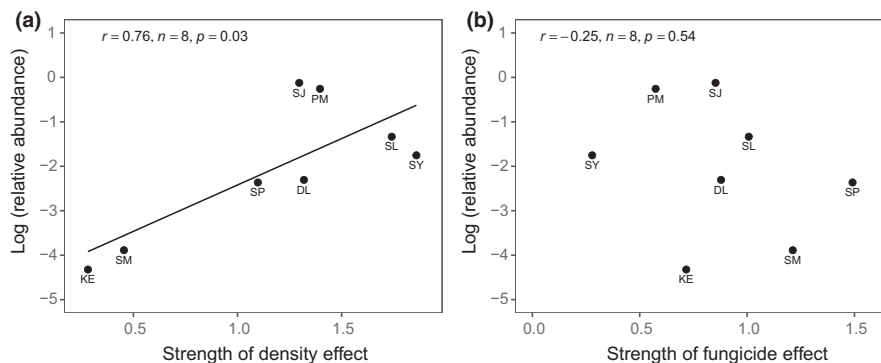 (a)
r = 0.76, n = 8, p = 0.03
Log (relative abundance)
1
0
−1
−2
−3
−4
−5
SJ
PM
SL
SY
SP
DL
SM
KE
0.5
1.0
1.5
Strength of density effect
(b)
r = −0.25, n = 8, p = 0.54
Log (relative abundance)
1
0
−1
−2
−3
−4
−5
PM
SJ
SL
SY
DL
SP
SM
KE
0.0
0.5
1.0
1.5
Strength of fungicide effect